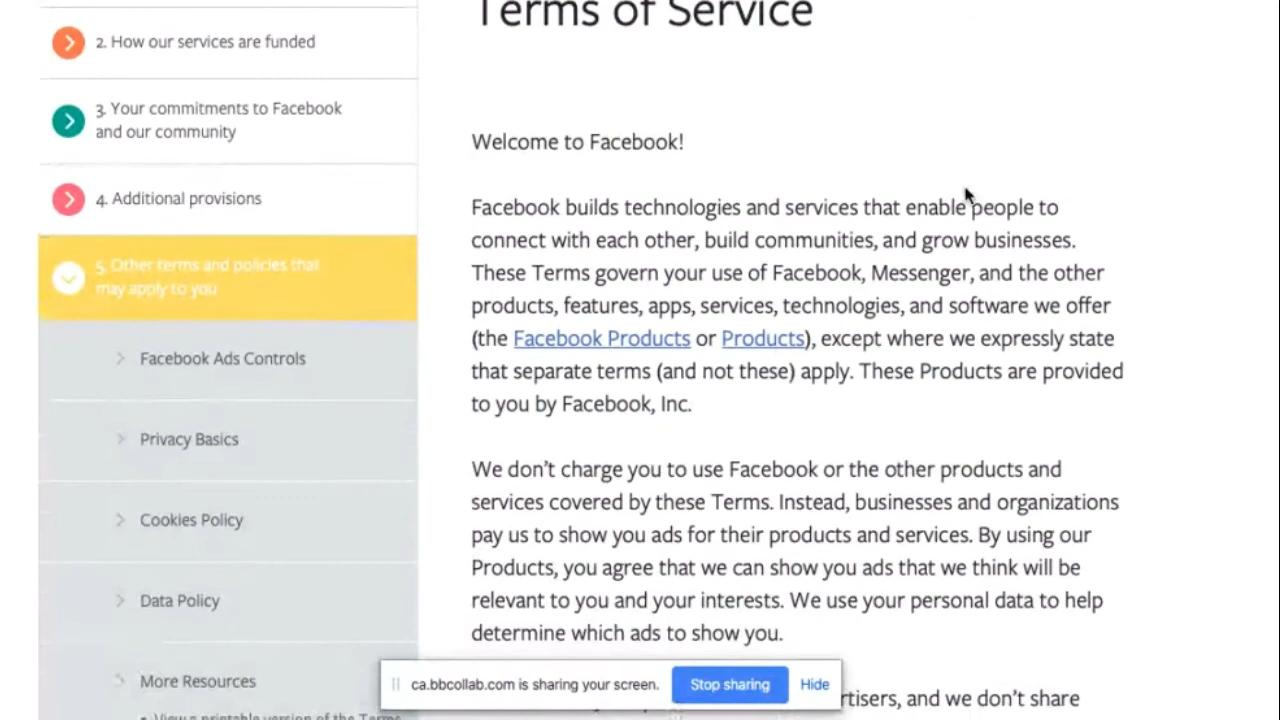 Terms of Service
2. How our services are funded
3. Your commitments to Facebook
and our community
4. Additional provisions
5. Other terms and policies that
may apply to you
Facebook Ads Controls
Privacy Basics
Cookies Policy
Data Policy
More Resources
View a printable version of the Terms
Welcome to Facebook!
Facebook builds technologies and services that enable people to
connect with each other, build communities, and grow businesses.
These Terms govern your use of Facebook, Messenger, and the other
products, features, apps, services, technologies, and software we offer
(the Facebook Products or Products), except where we expressly state
that separate terms (and not these) apply. These Products are provided
to you by Facebook, Inc.
We don’t charge you to use Facebook or the other products and
services covered by these Terms. Instead, businesses and organizations
pay us to show you ads for their products and services. By using our
Products, you agree that we can show you ads that we think will be
relevant to you and your interests. We use your personal data to help
determine which ads to show you.
rtisers, and we don’t share
ca.bbcollab.com is sharing your screen.
Stop sharing
Hide